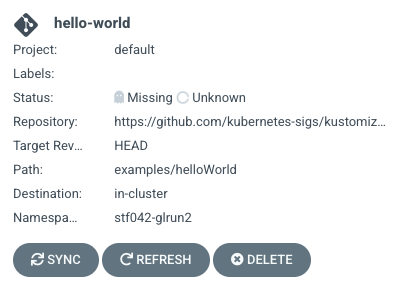 hello-world
Project: default
Labels:
Status: Missing Unknown
Repository: https://github.com/kubernetes-sigs/kustomiz...
Target Rev... HEAD
Path: examples/helloWorld
Destination: in-cluster
Namespa... stf042-glrun2
SYNC REFRESH DELETE